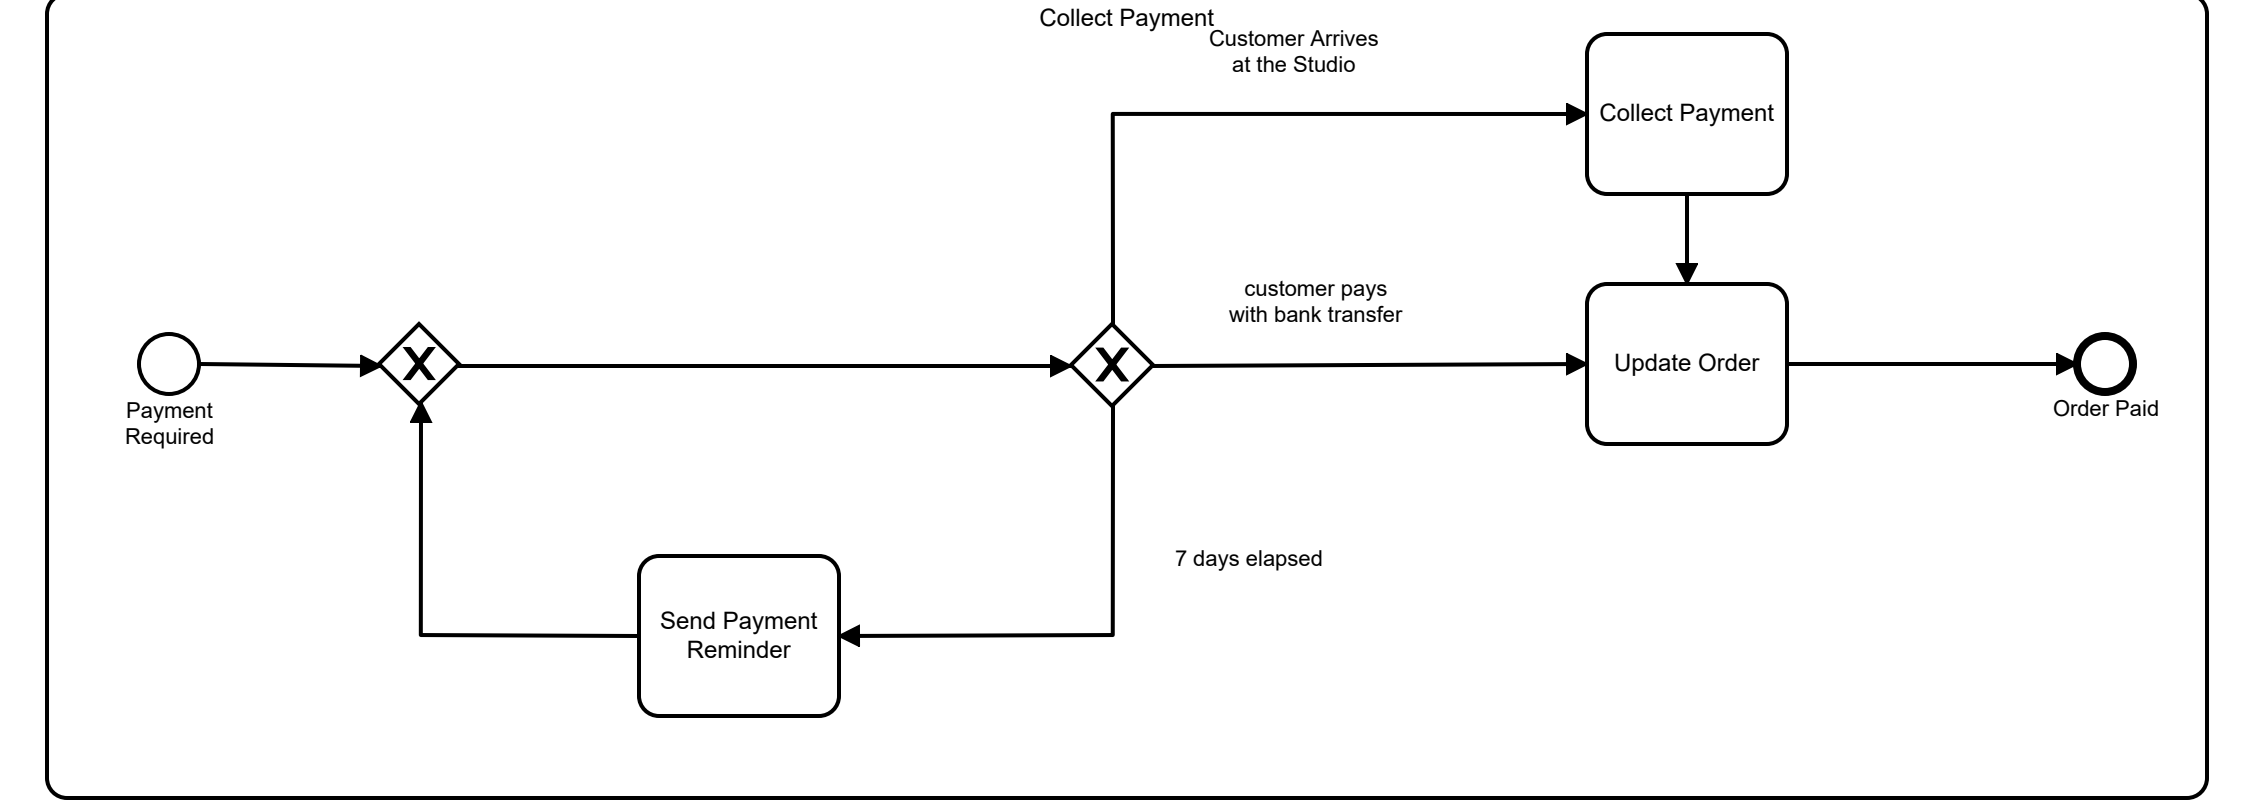 Collect Payment
Customer Arrives
at the Studio
Collect Payment
customer pays
with bank transfer
X
X
Update Order
Payment
Required
Order Paid
7 days elapsed
Send Payment
Reminder